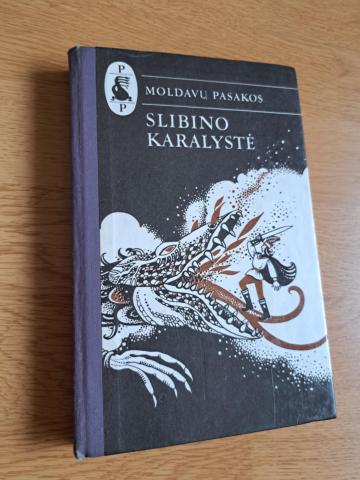 P
P
MOLDAVŲ PASAKOS
SLIBINO
KARALYSTĖ